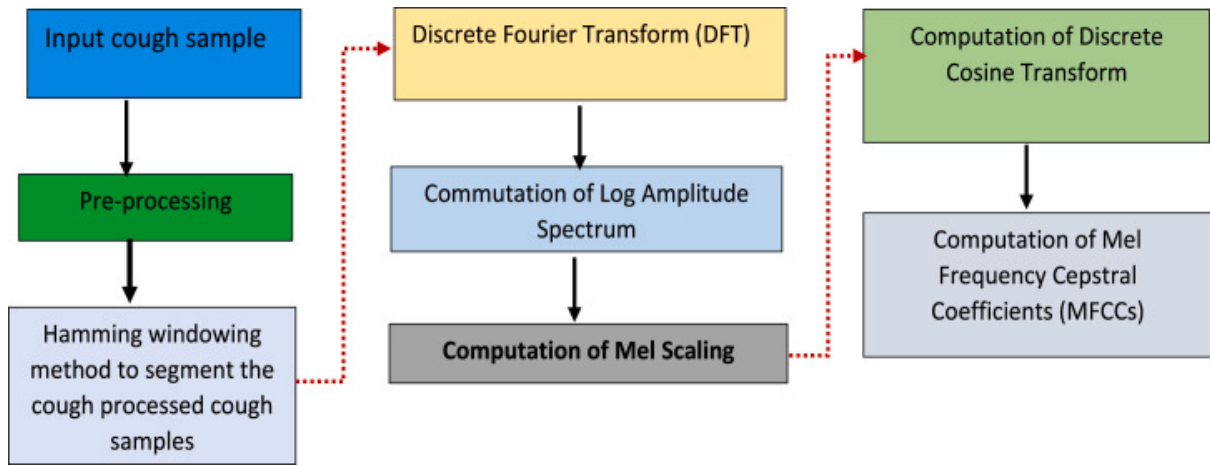 Input cough sample
Pre-processing
Hamming windowing
method to segment the
cough processed cough
samples
Discrete Fourier Transform (DFT)
Commutation of Log Amplitude
Spectrum
Computation of Mel Scaling
Computation of Discrete
Cosine Transform
Computation of Mel
Frequency Cepstral
Coefficients (MFCCs)